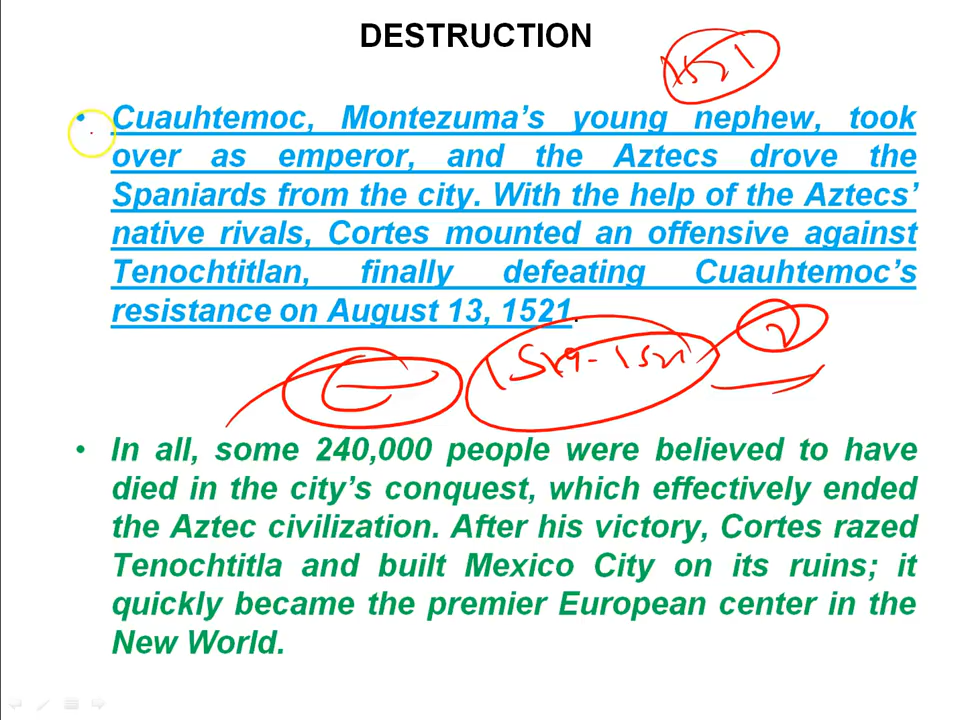 DESTRUCTION
1521
• Cuauhtemoc, Montezuma's young nephew, took
over as emperor, and the Aztecs drove the
Spaniards from the city. With the help of the Aztecs'
native rivals, Cortes mounted an offensive against
Tenochtitlan, finally defeating Cuauhtemoc's
resistance on August 13, 1521.
2
• In all, some 240,000 people were believed to have
died in the city's conquest, which effectively ended
the Aztec civilization. After his victory, Cortes razed
Tenochtitla and built Mexico City on its ruins; it
quickly became the premier European center in the
New World.